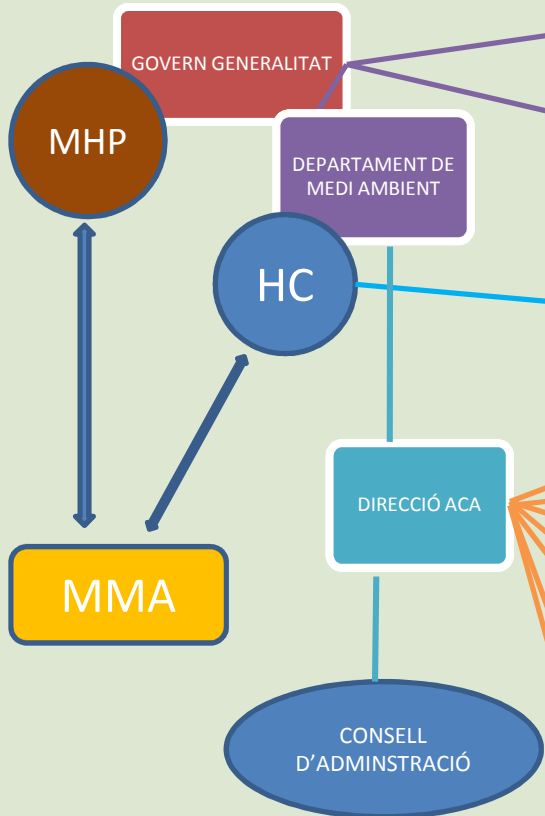 GOVERN GENERALITAT
MHP
DEPARTAMENT DE
MEDI AMBIENT
HC
DIRECCIÓ ACA
MMA
CONSELL
D’ADMINSTRACIÓ